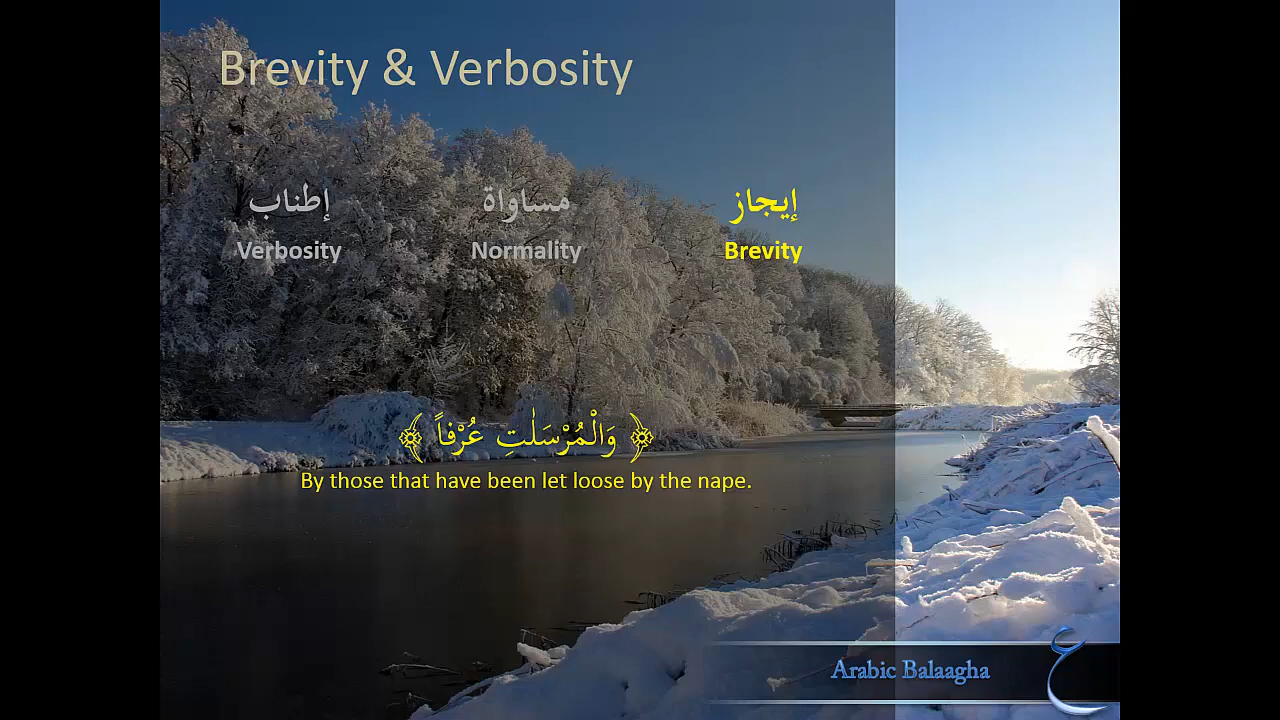 Brevity & Verbosity
إيجاز
مساواة
إطناب
Brevity
Normality
Verbosity
﴿ وَالْمُرْسَلٰتِ عُرْفاً ﴾
By those that have been let loose by the nape.
Arabic Balaagha
ع